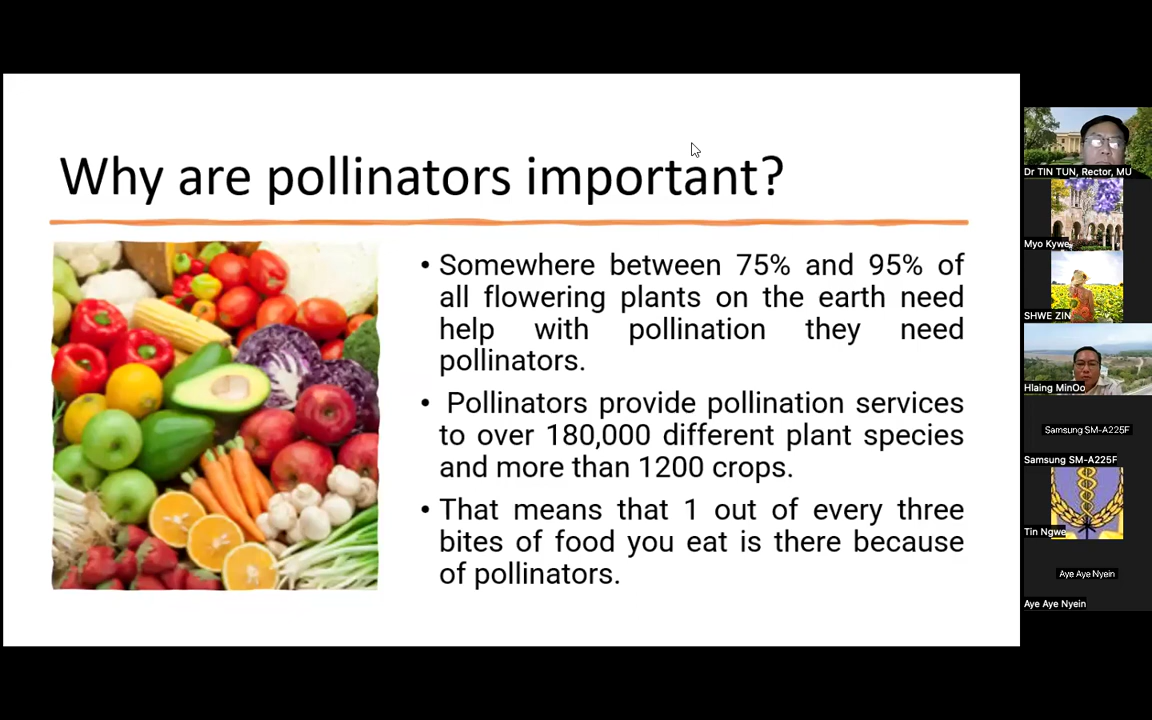 Why are pollinators important?
• Somewhere between 75% and 95% of
all flowering plants on the earth need
help with pollination they need
pollinators.
• Pollinators provide pollination services
to over 180,000 different plant species
and more than 1200 crops.
• That means that 1 out of every three
bites of food you eat is there because
of pollinators.
Dr TIN TUN, Rector, MU
Myo Kywe
SHWE ZIN
Hlaing MinOo
Samsung SM-A225F
Samsung SM-A225F
Tin Ngwe
Aye Aye Nyein
Aye Aye Nyein